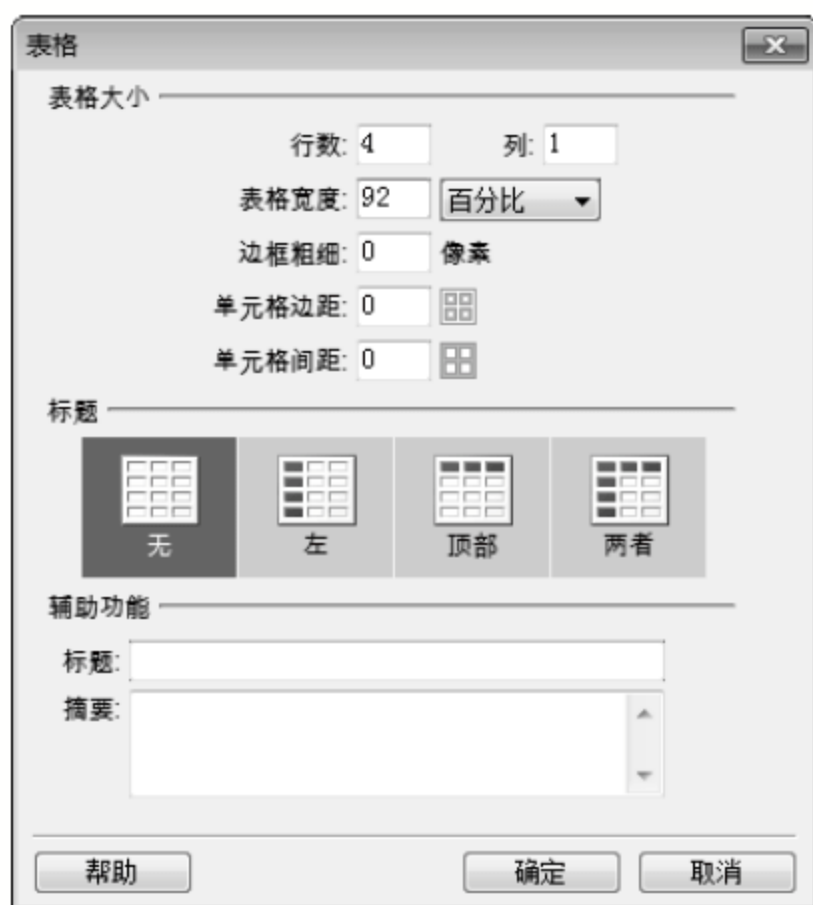 表格
表格大小
行数: 4 列: 1
表格宽度: 92 百分比
边框粗细: 0 像素
单元格边距: 0
单元格间距: 0
标题
无 左 顶部 两者
辅助功能
标题:
摘要:
帮助 确定 取消